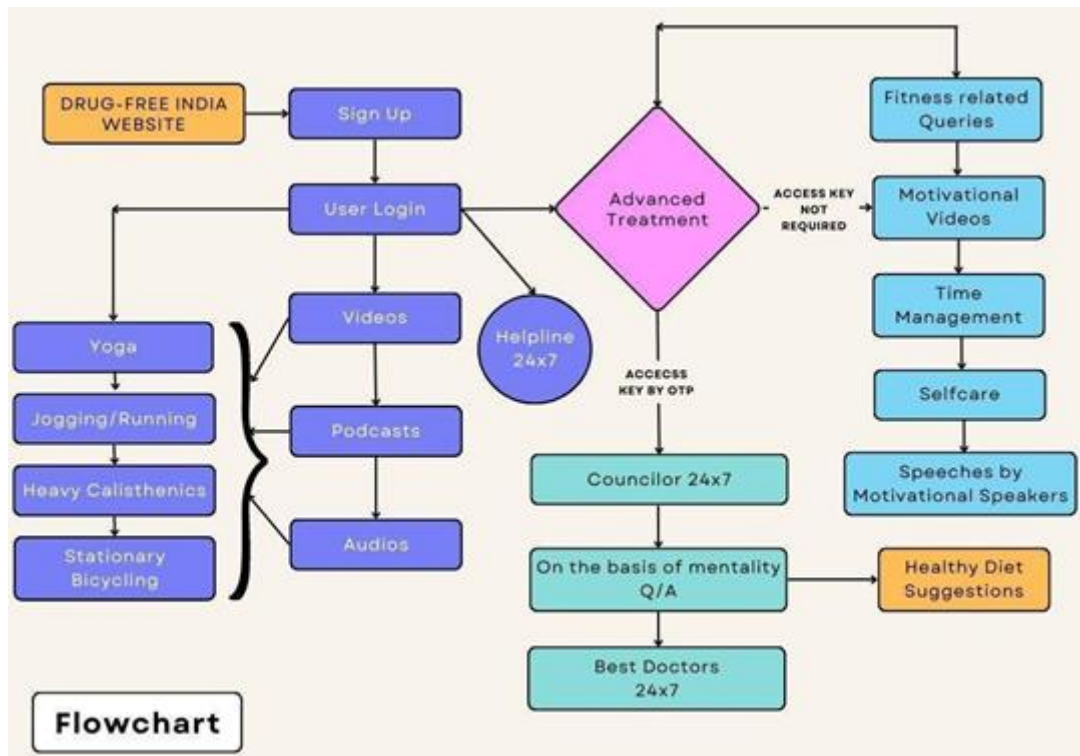 DRUG-FREE INDIA
WEBSITE
Sign Up
User Login
Videos
Podcasts
Audios
Yoga
Jogging/Running
Heavy Calisthenics
Stationary
Bicycling
Helpline
24x7
Advanced
Treatment
ACCESS KEY
NOT
REQUIRED
ACCECSS
KEY BY OTP
Fitness related
Queries
Motivational
Videos
Time
Management
Selfcare
Speeches by
Motivational Speakers
Councilor 24x7
On the basis of mentality
Q/A
Healthy Diet
Suggestions
Best Doctors
24x7
Flowchart